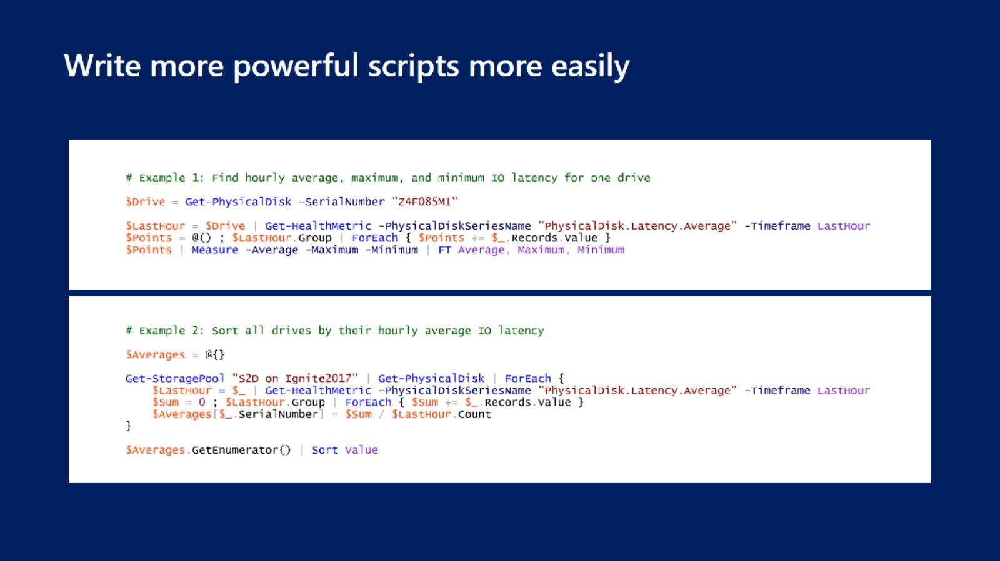 Write more powerful scripts more easily
# Example 1: Find hourly average, maximum, and minimum IO latency for one drive
$Drive = Get-PhysicalDisk -SerialNumber "Z4F085M1"
$LastHour = $Drive | Get-HealthMetric -PhysicalDiskSeriesName "PhysicalDisk.Latency.Average" -Timeframe LastHour
$Points = @() ; $LastHour.Group | ForEach { $Points += $_.Records.Value }
$Points | Measure -Average -Maximum -Minimum | FT Average, Maximum, Minimum
# Example 2: Sort all drives by their hourly average IO latency
$Averages = @{}
Get-StoragePool "S2D on Ignite2017" | Get-PhysicalDisk | ForEach {
    $LastHour = $_ | Get-HealthMetric -PhysicalDiskSeriesName "PhysicalDisk.Latency.Average" -Timeframe LastHour
    $Sum = 0 ; $LastHour.Group | ForEach { $Sum += $_.Records.Value }
    $Averages[$_.SerialNumber] = $Sum / $LastHour.Count
}
$Averages.GetEnumerator() | Sort Value